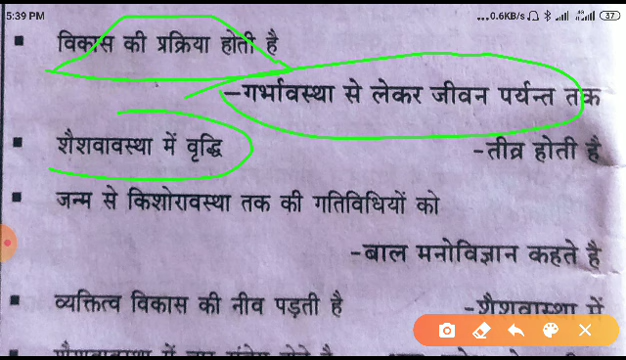 5:39 PM
...0.6KB/s 37
विकास की प्रक्रिया होती है
–गर्भावस्था से लेकर जीवन पर्यन्त तक
शैशवावस्था में वृद्धि -तीव्र होती है
जन्म से किशोरावस्था तक की गतिविधियों को
-बाल मनोविज्ञान कहते है
व्यक्तित्व विकास की नीव पड़ती है -शैशवास्था में